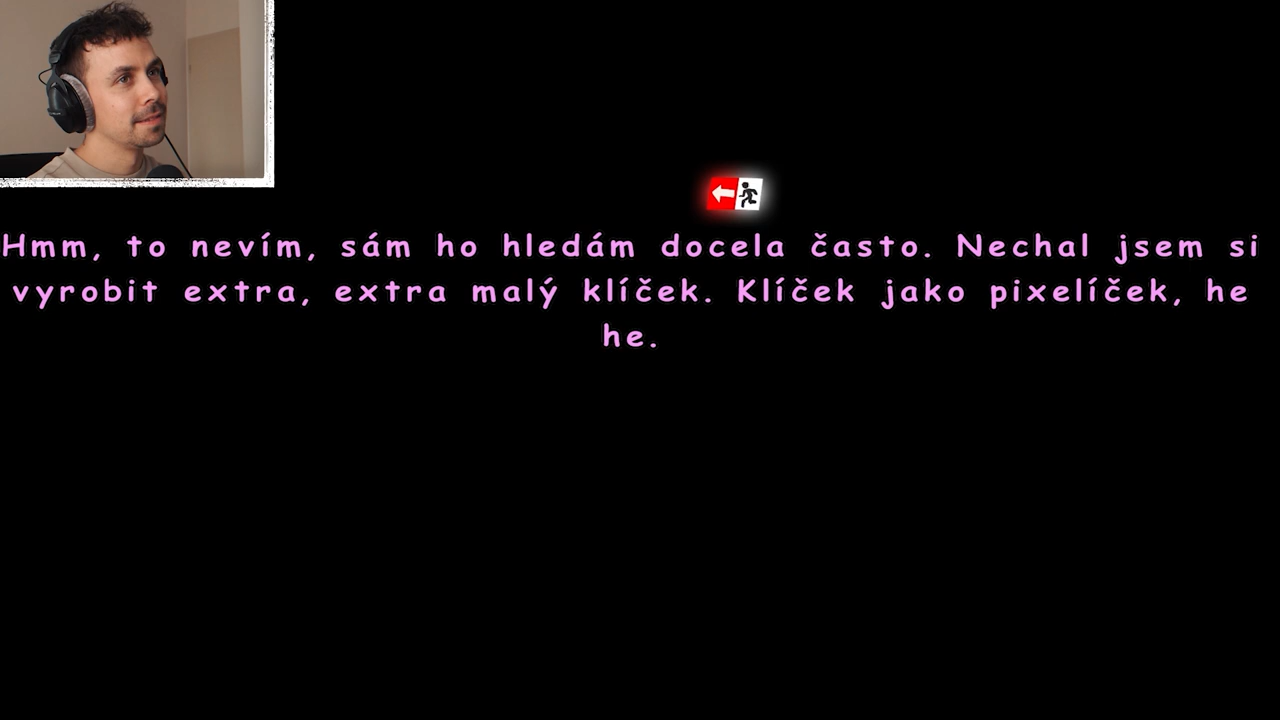 Hmm, to nevím, sám ho hledám docela často. Nechal jsem si
vyrobit extra, extra malý klíček. Klíček jako pixelíček, he
he.